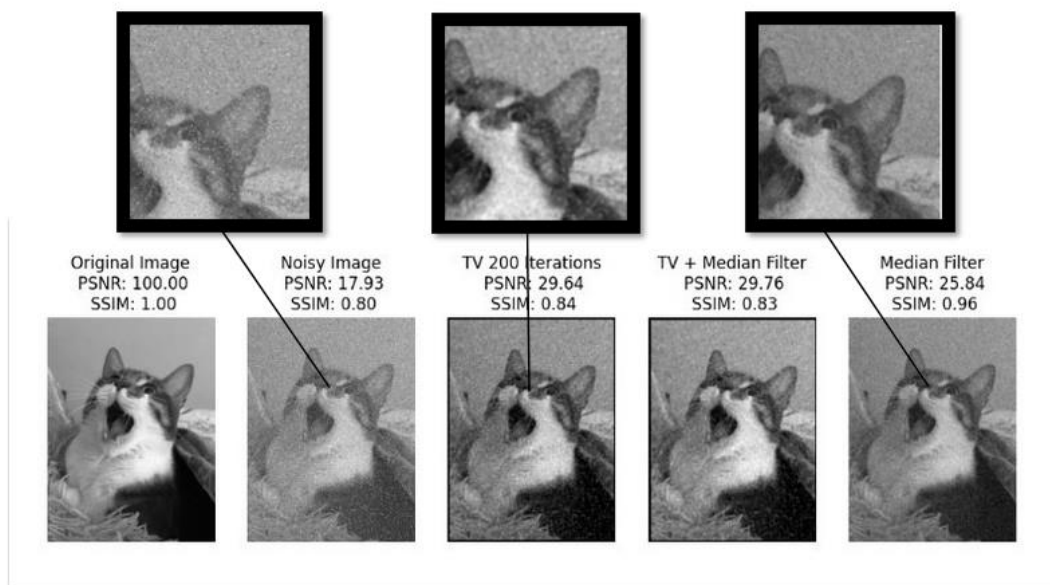 Original Image
PSNR: 100.00
SSIM: 1.00
Noisy Image
PSNR: 17.93
SSIM: 0.80
TV 200 Iterations
PSNR: 29.64
SSIM: 0.84
TV + Median Filter
PSNR: 29.76
SSIM: 0.83
Median Filter
PSNR: 25.84
SSIM: 0.96